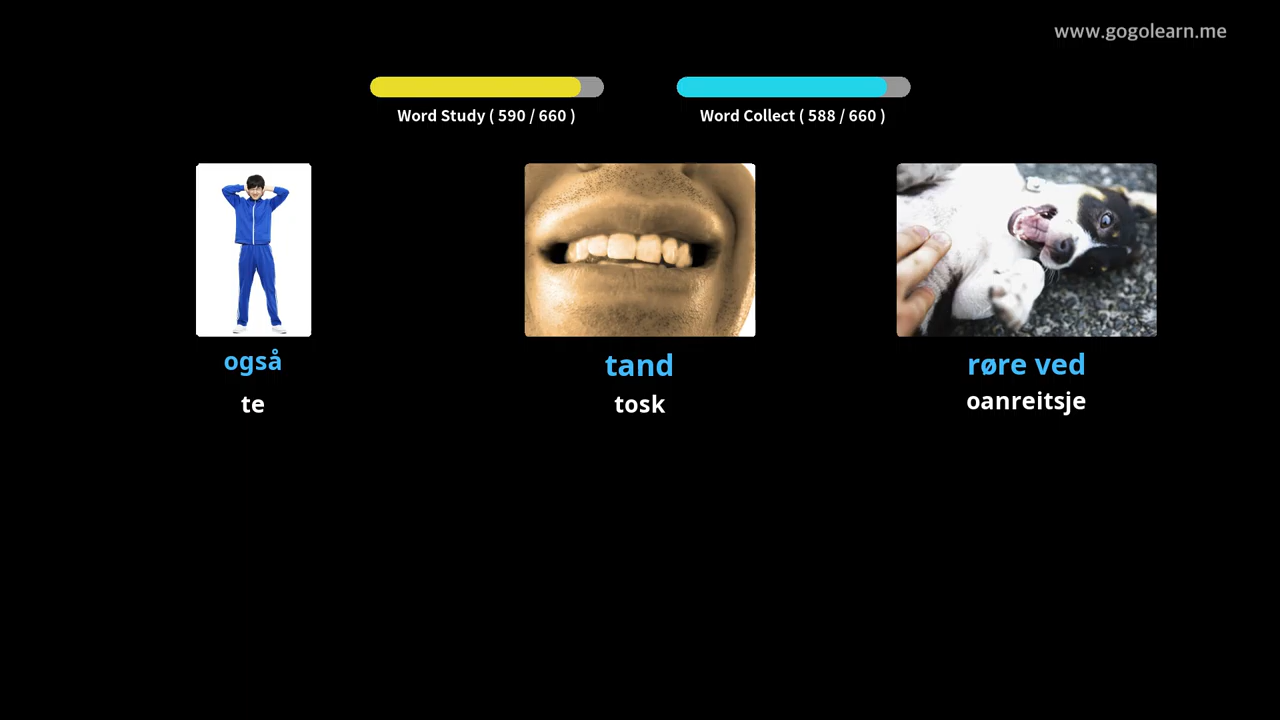 www.gogolearn.me
Word Study ( 590 / 660 )
Word Collect ( 588 / 660 )
også
tand
røre ved
te
tosk
oanreitsje